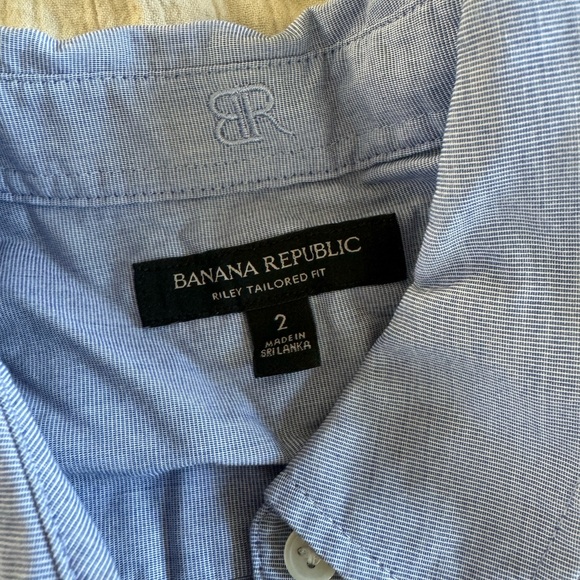 BR
BANANA REPUBLIC
RILEY TAILORED FIT
2
MADE IN
SRI LANKA